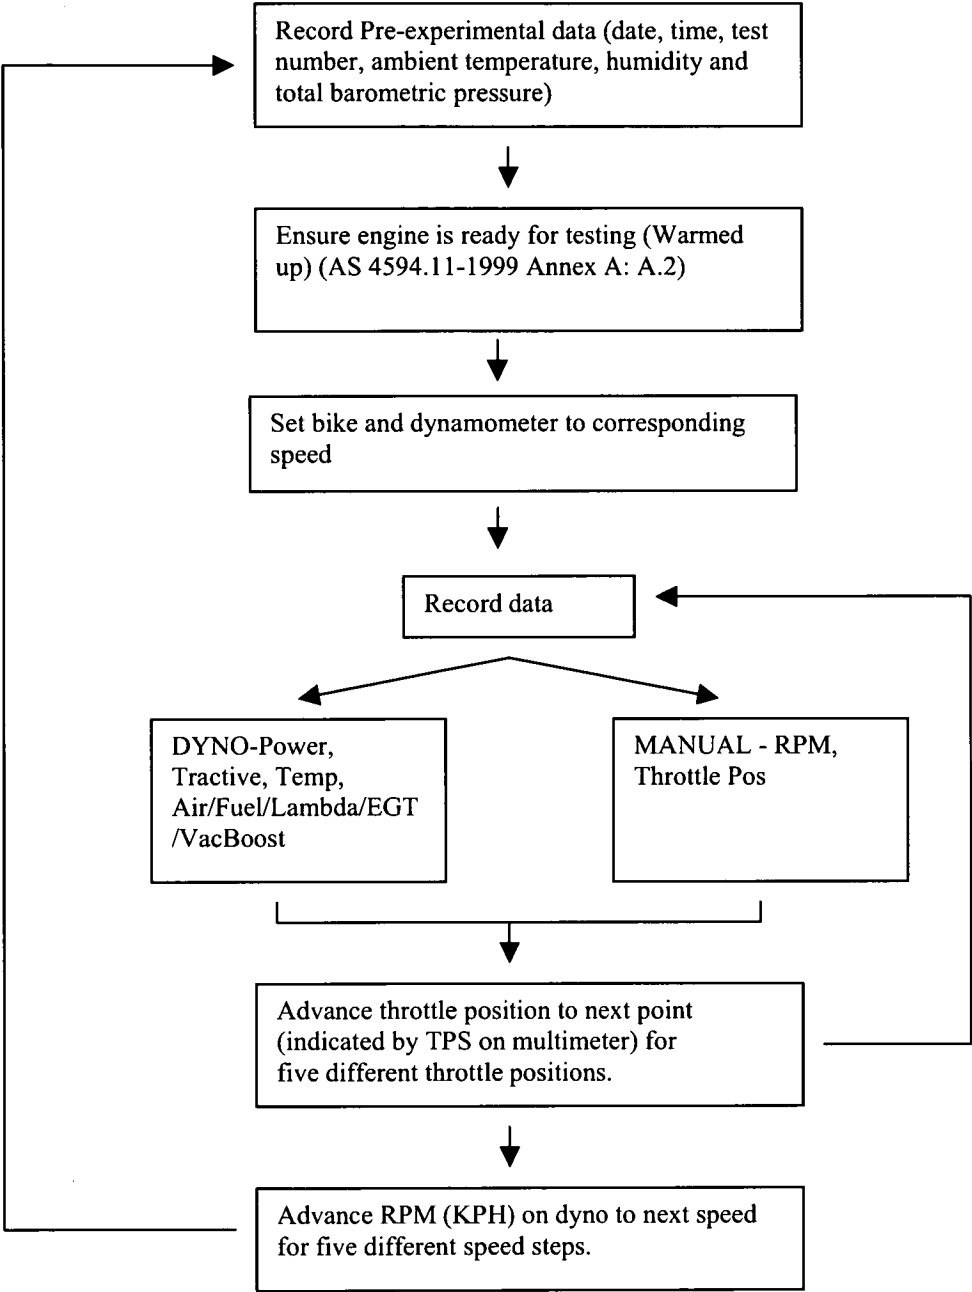 Record Pre-experimental data (date, time, test
number, ambient temperature, humidity and
total barometric pressure)
Ensure engine is ready for testing (Warmed
up) (AS 4594.11-1999 Annex A: A.2)
Set bike and dynamometer to corresponding
speed
Record data
DYNO-Power,
Tractive, Temp,
Air/Fuel/Lambda/EGT
/VacBoost
MANUAL - RPM,
Throttle Pos
Advance throttle position to next point
(indicated by TPS on multimeter) for
five different throttle positions.
Advance RPM (KPH) on dyno to next speed
for five different speed steps.